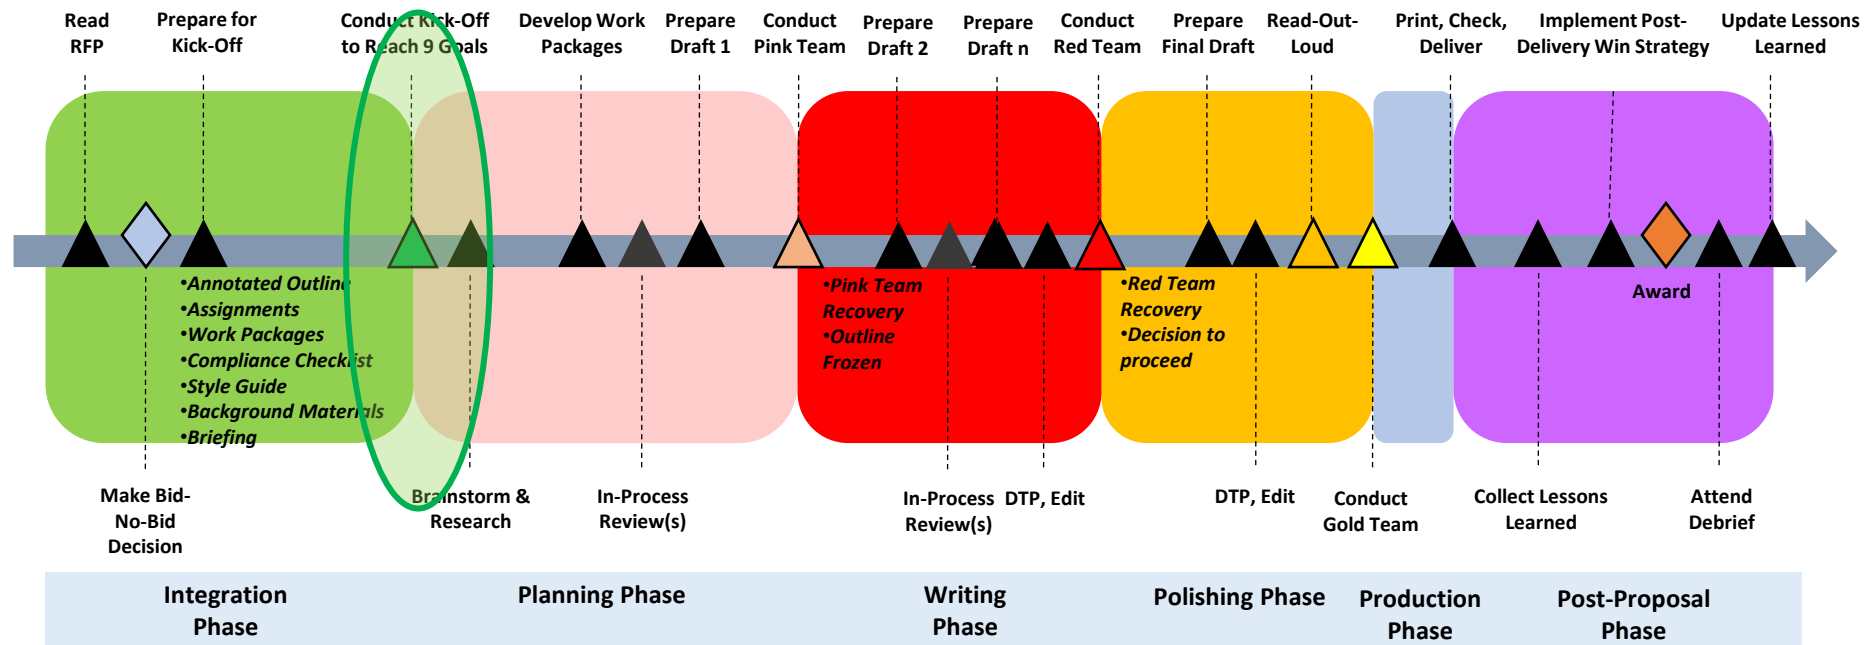 Read
RFP
Prepare for
Kick-Off
Conduct Kick-Off
to Reach 9 Goals
Develop Work
Packages
Prepare
Draft 1
Conduct
Pink Team
Prepare
Draft 2
Prepare
Draft n
Conduct
Red Team
Prepare
Final Draft
Read-Out-
Loud
Print, Check,
Deliver
Implement Post-
Delivery Win Strategy
Update Lessons
Learned
•Annotated Outline
•Assignments
•Work Packages
•Compliance Checklist
•Style Guide
•Background Materials
•Briefing
•Pink Team
Recovery
•Outline
Frozen
•Red Team
Recovery
•Decision to
proceed
Award
Make Bid-
No-Bid
Decision
Brainstorm &
Research
In-Process
Review(s)
In-Process
Review(s)
DTP, Edit
DTP, Edit
Conduct
Gold Team
Collect Lessons
Learned
Attend
Debrief
Integration
Phase
Planning Phase
Writing
Phase
Polishing Phase
Production
Phase
Post-Proposal
Phase